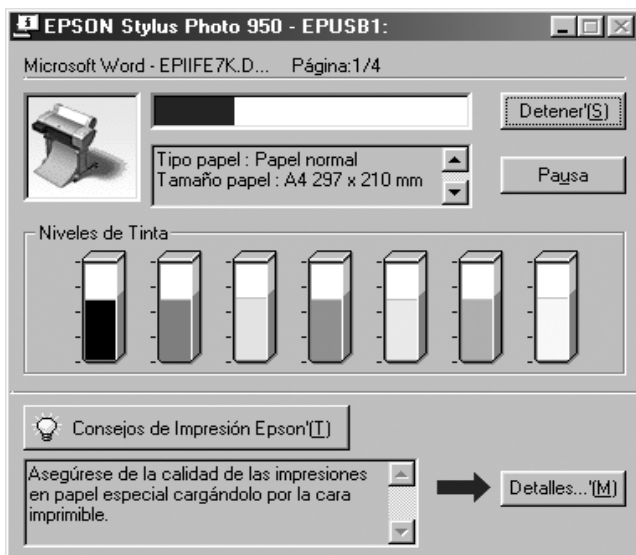 EPSON Stylus Photo 950 - EPUSB1:
Microsoft Word - EPIIFE7K.D... Página:1/4
Detener'(S)
Tipo papel : Papel normal
Tamaño papel : A4 297 x 210 mm
Pausa
Niveles de Tinta
Consejos de Impresión Epson'(T)
Asegúrese de la calidad de las impresiones
en papel especial cargándolo por la cara
imprimible.
Detalles...'(M)